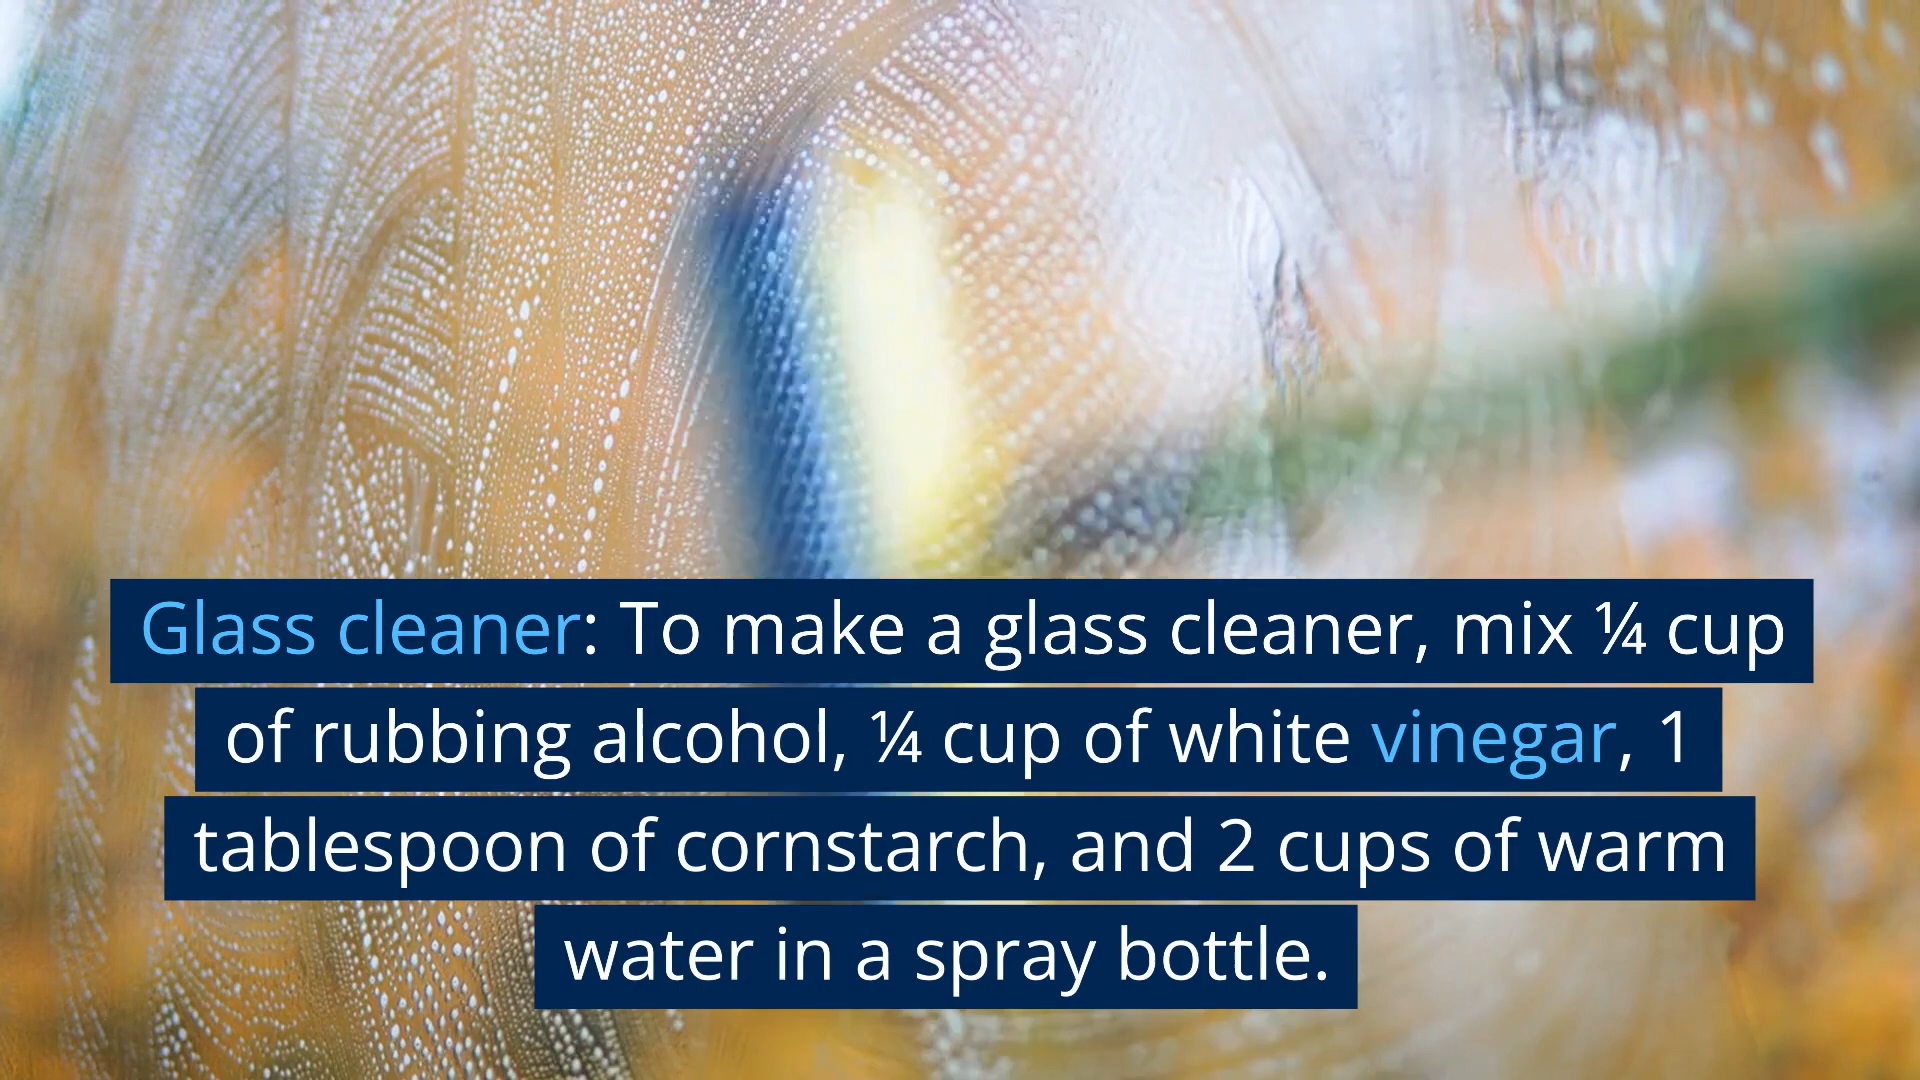 Glass cleaner: To make a glass cleaner, mix ¼ cup
of rubbing alcohol, ¼ cup of white vinegar, 1
tablespoon of cornstarch, and 2 cups of warm
water in a spray bottle.